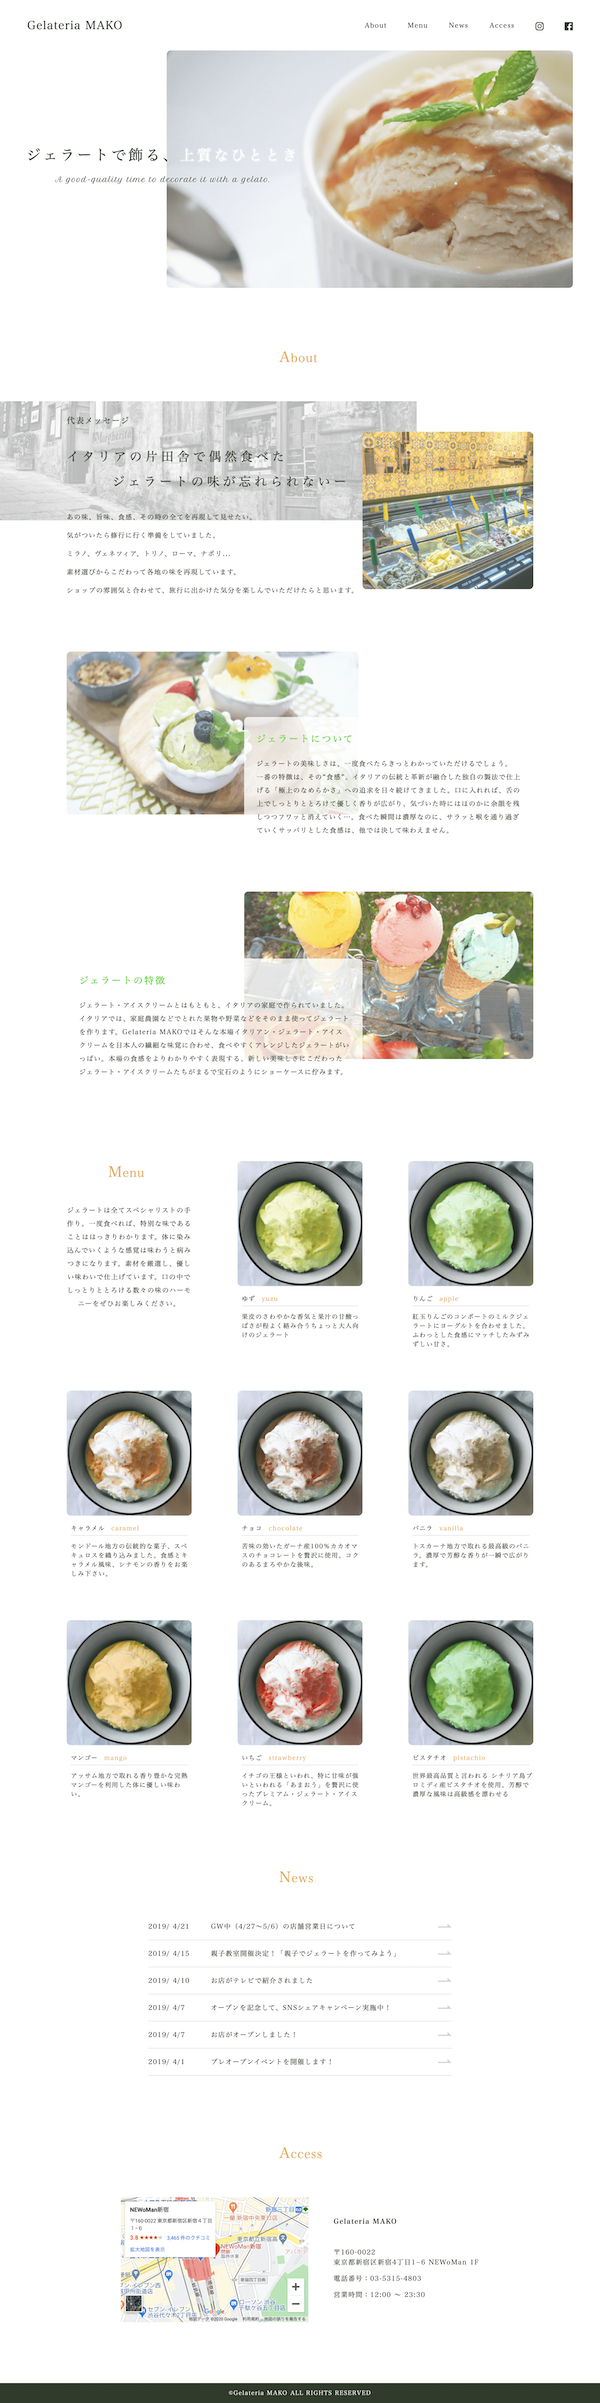 Gelateria MAKO
About
Menu
News
Access
ジェラートで飾る、上質なひととき
A good-quality time to decorate it with a gelato.
About
代表メッセージ
イタリアの片田舎で偶然食べた
ジェラートの味が忘れられないー
あの味、旨味、食感、その時の全てを再現して見せたい。
気がついたら修行に行く準備をしていました。
ミラノ、ヴェネツィア、トリノ、ローマ、ナポリ...
素材選びからこだわって各地の味を再現しています。
ショップの雰囲気と合わせて、旅行に出かけた気分を楽しんでいただけたらと思います。
ジェラートについて
ジェラートの美味しさは、一度食べたらきっとわかっていただけるでしょう。
一番の特徴は、その“食感”。イタリアの伝統と革新が融合した独自の製法で仕上
げる「極上のなめらかさ」への追求を日々続けてきました。口に入れれば、舌の
上でしっとりととろけて優しく香りが広がり、気づいた時にはほのかに余韻を残
しつつフワッと消えていく…。食べた瞬間は濃厚なのに、サラッと喉を通り過ぎ
ていくサッパリとした食感は、他では決して味わえません。
ジェラートの特徴
ジェラート・アイスクリームとはもともと、イタリアの家庭で作られていました。
イタリアでは、家庭農園などでとれた果物や野菜などをそのまま使ってジェラート
を作ります。Gelateria MAKOではそんな本場イタリアン・ジェラート・アイス
クリームを日本人の繊細な味覚に合わせ、食べやすくアレンジしたジェラートがい
っぱい。本場の食感をよりわかりやすく表現する、新しい美味しさにこだわった
ジェラート・アイスクリームたちがまるで宝石のようにショーケースに佇みます。
Menu
ジェラートは全てスペシャリストの手
作り。一度食べれば、特別な味である
ことははっきりわかります。体に染み
込んでいくような感覚は味わうと病み
つきになります。素材を厳選し、優し
い味わいで仕上げています。口の中で
しっとりととろける数々の味のハーモ
ニーをぜひお楽しみください。
ゆず yuzu
果皮のさわやかな香気と果汁の甘酸っ
ぱさが程よく絡み合うちょっと大人向
けのジェラート
りんご apple
紅玉りんごのコンポートのミルクジェ
ラートにヨーグルトを合わせました。
ふわっとした食感にマッチしたみずみ
ずしい甘さ。
キャラメル caramel
モンドール地方の伝統的な菓子、スペ
キュロスを織り込みました。食感とキ
ャラメル風味、シナモンの香りをお楽
しみ下さい。
チョコ chocolate
苦味の効いたガーナ産100%カカオマ
スのチョコレートを贅沢に使用。コク
のあるまろやかな後味。
バニラ vanilla
トスカーナ地方で取れる最高級のバニ
ラ。濃厚で芳醇な香りが一瞬で広がり
ます。
マンゴー mango
アッサム地方で取れる香り豊かな完熟
マンゴーを利用した体に優しい味わ
い。
いちご strawberry
イチゴの王様といわれ、特に甘味が強
いといわれる「あまおう」を贅沢に使
ったプレミアム・ジェラート・アイス
クリーム。
ピスタチオ pistachio
世界最高品質と言われる シチリア島ブ
ロミディ産ピスタチオを使用。芳醇で
濃厚な風味は高級感を漂わせる
News
2019/ 4/21 GW中（4/27〜5/6）の店舗営業日について
2019/ 4/15 親子教室開催決定！「親子でジェラートを作ってみよう」
2019/ 4/10 お店がテレビで紹介されました
2019/ 4/7 オープンを記念して、SNSシェアキャンペーン実施中！
2019/ 4/7 お店がオープンしました！
2019/ 4/1 プレオープンイベントを開催します！
Access
NEWoMan新宿
〒160-0022 東京都新宿区新宿４丁目
１−６
3.8 ★★★★★ 3,465 件のクチコミ
拡大地図を表示
NEWoMan新宿
Google
Gelateria MAKO
〒160-0022
東京都新宿区新宿4丁目1−6 NEWoMan 1F
電話番号：03-5315-4803
営業時間：12:00 〜 23:30
©Gelateria MAKO ALL RIGHTS RESERVED